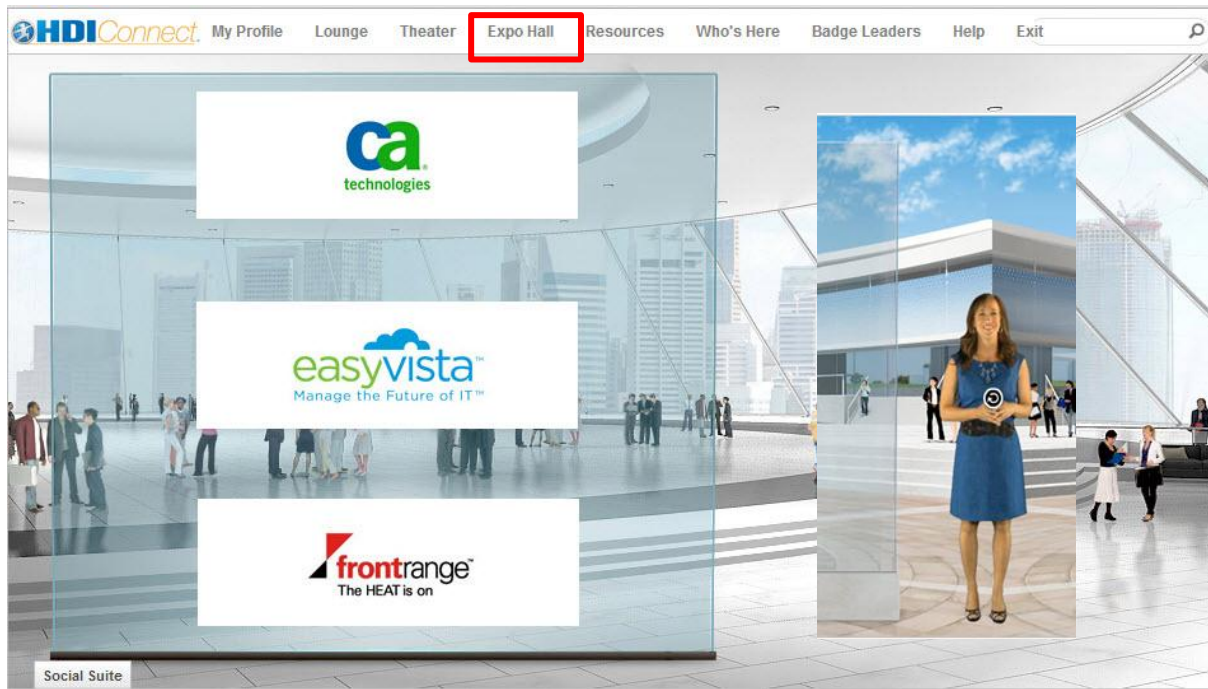 HDIConnect. My Profile Lounge Theater Expo Hall Resources Who's Here Badge Leaders Help Exit
ca
technologies
easyvista™
Manage the Future of IT™
frontrange™
The HEAT is on
Social Suite